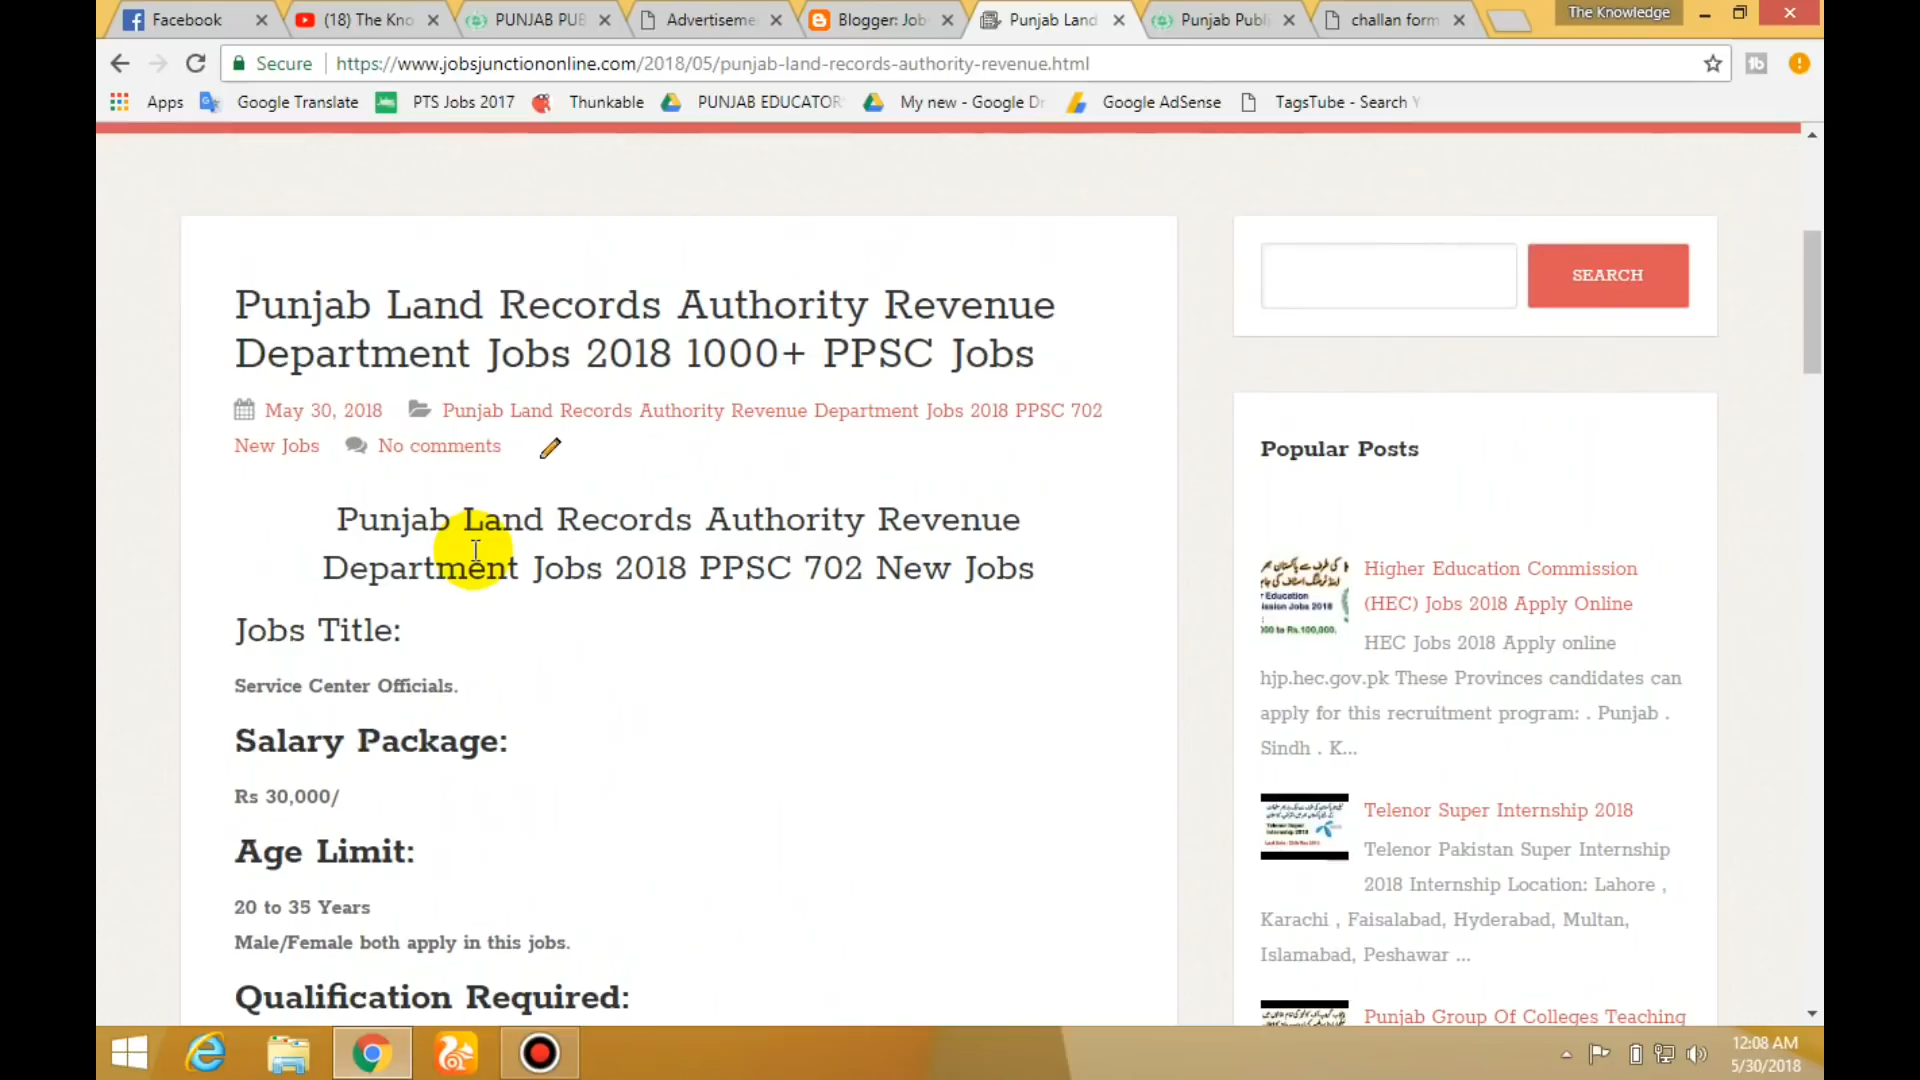 Facebook
(18) The Kno
PUNJAB PUB
Advertiseme
Blogger: Job
Punjab Land
Punjab Publi
challan form
The Knowledge
Secure
https://www.jobsjunctiononline.com/2018/05/punjab-land-records-authority-revenue.html
Apps
Google Translate
PTS Jobs 2017
Thunkable
PUNJAB EDUCATOR
My new - Google Dr
Google AdSense
TagsTube - Search Y
Punjab Land Records Authority Revenue
Department Jobs 2018 1000+ PPSC Jobs
May 30, 2018 Punjab Land Records Authority Revenue Department Jobs 2018 PPSC 702
New Jobs No comments
Punjab Land Records Authority Revenue
Department Jobs 2018 PPSC 702 New Jobs
Jobs Title:
Service Center Officials.
Salary Package:
Rs 30,000/
Age Limit:
20 to 35 Years
Male/Female both apply in this jobs.
Qualification Required:
SEARCH
Popular Posts
Higher Education Commission
(HEC) Jobs 2018 Apply Online
HEC Jobs 2018 Apply online
hjp.hec.gov.pk These Provinces candidates can
apply for this recruitment program: . Punjab .
Sindh . K...
Telenor Super Internship 2018
Telenor Pakistan Super Internship
2018 Internship Location: Lahore ,
Karachi , Faisalabad, Hyderabad, Multan,
Islamabad, Peshawar ...
Punjab Group Of Colleges Teaching
12:08 AM
5/30/2018